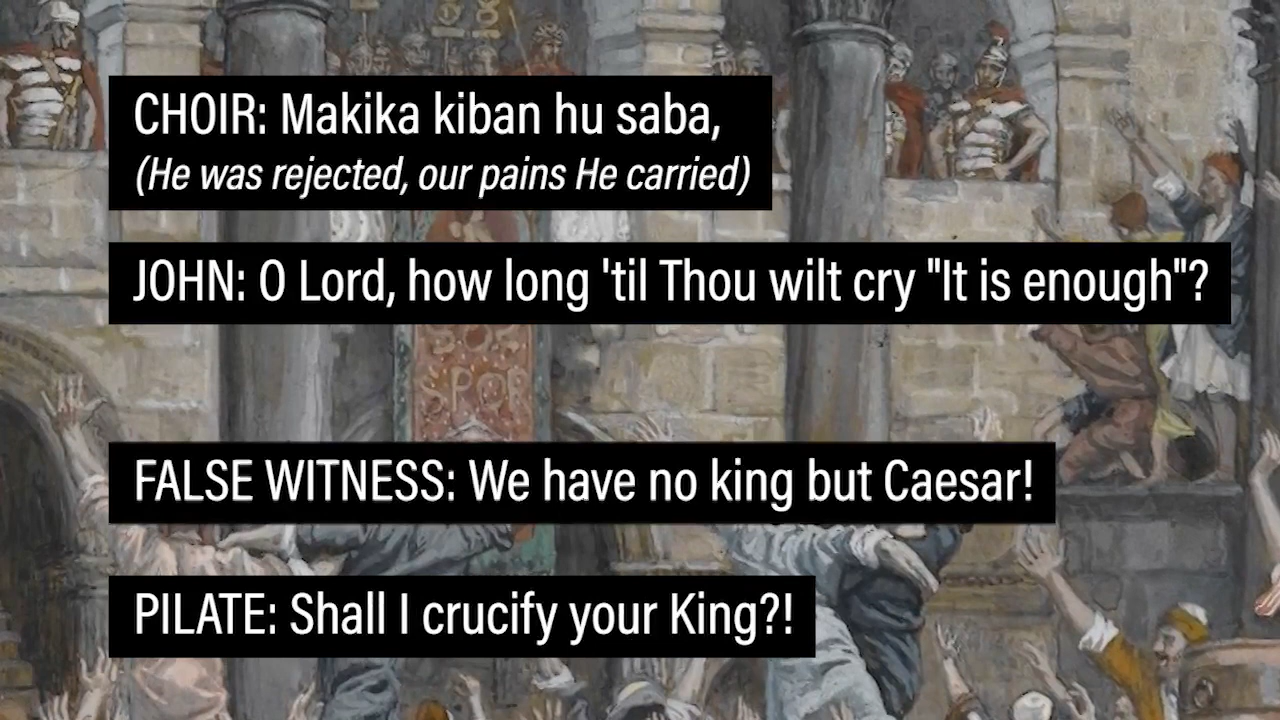 CHOIR: Makika kiban hu saba,
(He was rejected, our pains He carried)
JOHN: O Lord, how long 'til Thou wilt cry "It is enough"?
SPQR
FALSE WITNESS: We have no king but Caesar!
PILATE: Shall I crucify your King?!